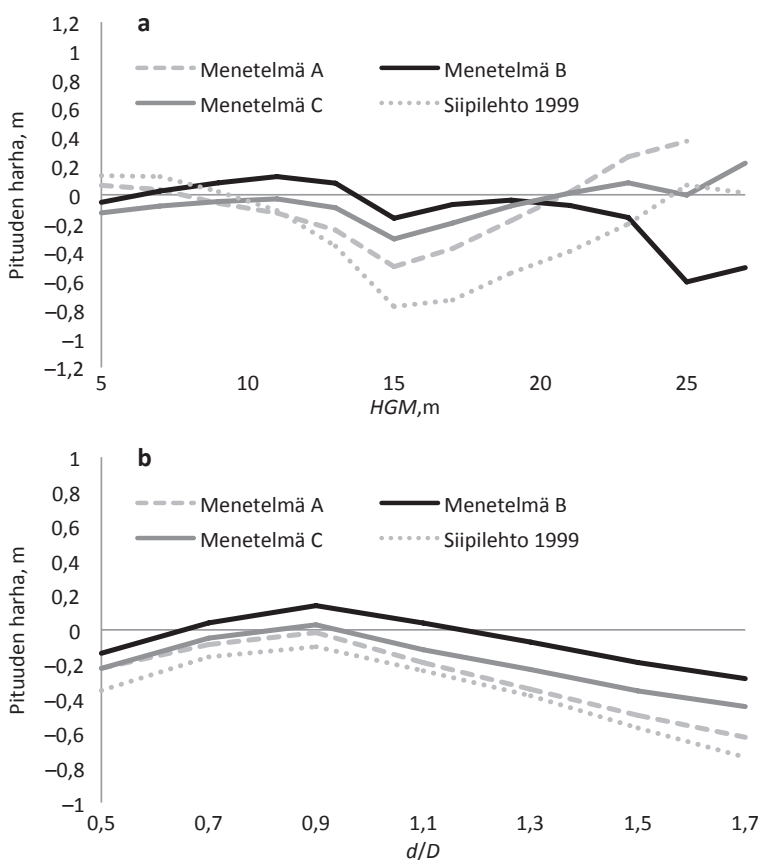 a
1,2
1
0,8
0,6
0,4
0,2
0
–0,2
–0,4
–0,6
–0,8
–1
–1,2
Pituuden harha, m
Menetelmä A
Menetelmä B
Menetelmä C
Siipilehto 1999
5 10 15 20 25
HGM,m
b
1
0,8
0,6
0,4
0,2
0
–0,2
–0,4
–0,6
–0,8
–1
Pituuden harha, m
Menetelmä A
Menetelmä B
Menetelmä C
Siipilehto 1999
0,5 0,7 0,9 1,1 1,3 1,5 1,7
d/D